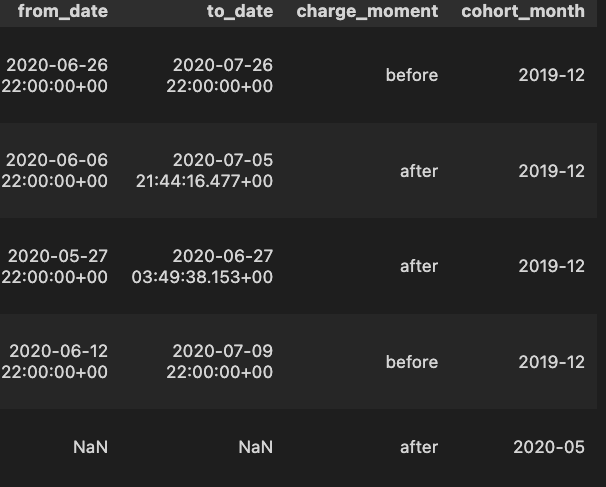 from_date to_date charge_moment cohort_month
2020-06-26 2020-07-26
22:00:00+00 22:00:00+00 before 2019-12
2020-06-06 2020-07-05
22:00:00+00 21:44:16.477+00 after 2019-12
2020-05-27 2020-06-27
22:00:00+00 03:49:38.153+00 after 2019-12
2020-06-12 2020-07-09
22:00:00+00 22:00:00+00 before 2019-12
NaN NaN after 2020-05